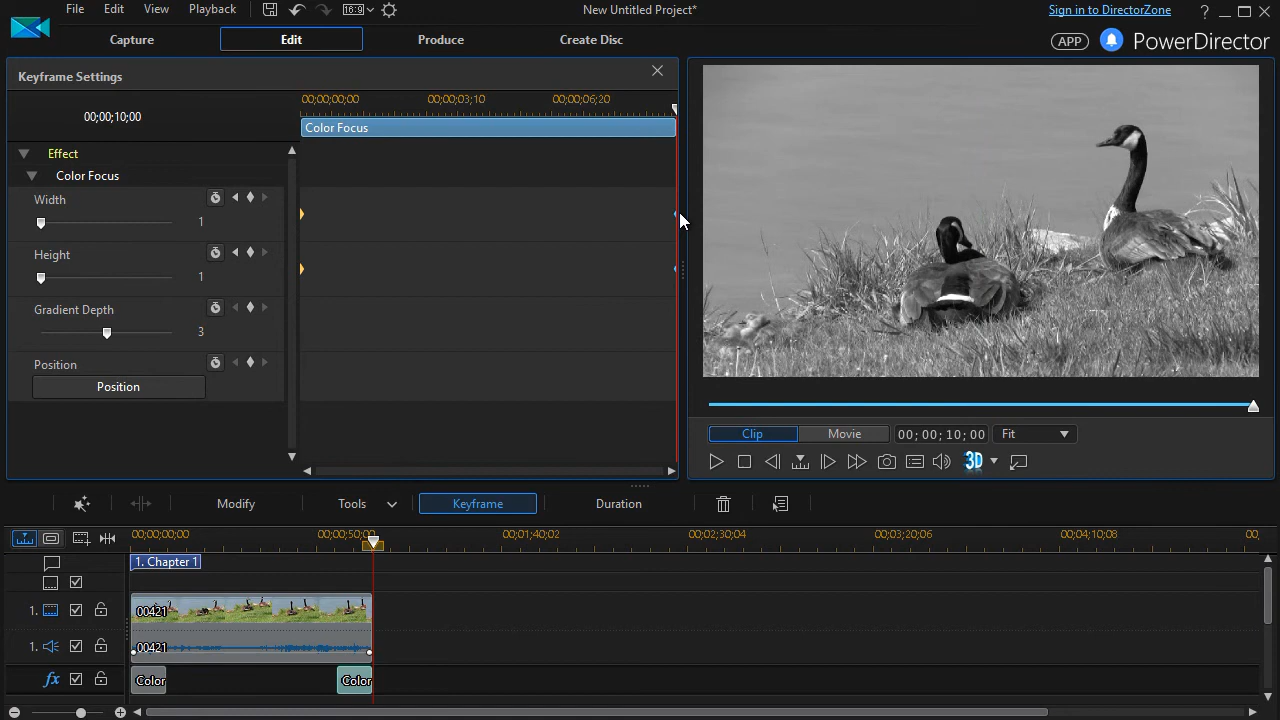 File Edit View Playback 16:9 New Untitled Project* Sign in to DirectorZone ?
Capture Edit Produce Create Disc APP PowerDirector
Keyframe Settings
00;00;10;00
00;00;00;00 00;00;03;10 00;00;06;20
Color Focus
Effect
Color Focus
Width
1
Height
1
Gradient Depth
3
Position
Position
Clip Movie 00; 00; 10; 00 Fit
3D
Modify Tools Keyframe Duration
00;00;00;00 00;00;50;00 00;01;40;02 00;02;30;04 00;03;20;06 00;04;10;08 00;
1. Chapter 1
1. 00421
1. 00421
fx Color Color